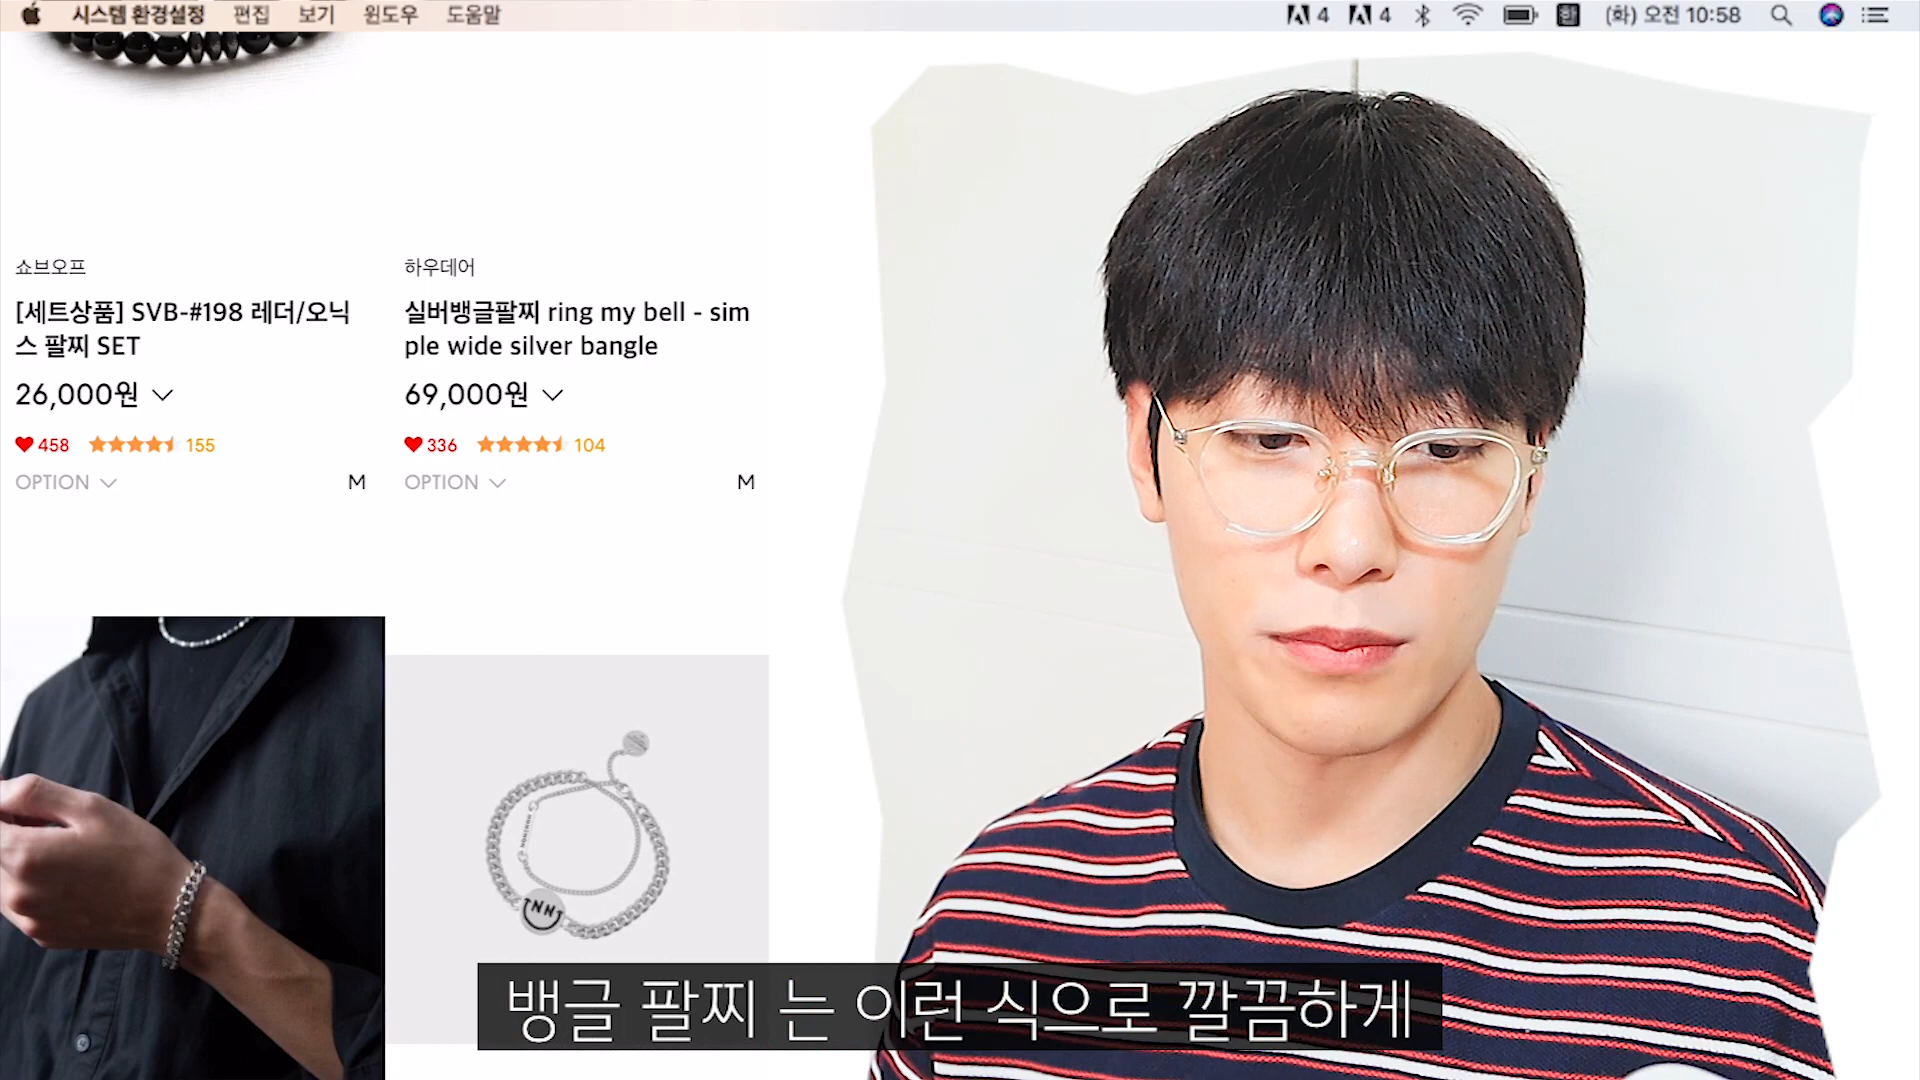 시스템 환경설정 편집 보기 윈도우 도움말 4 4 한 (화) 오전 10:58
쇼브오프
[세트상품] SVB-#198 레더/오닉
스 팔찌 SET
26,000원
458 155
OPTION M
하우데어
실버뱅글팔찌 ring my bell - sim
ple wide silver bangle
69,000원
336 104
OPTION M
NN
뱅글 팔찌 는 이런 식으로 깔끔하게